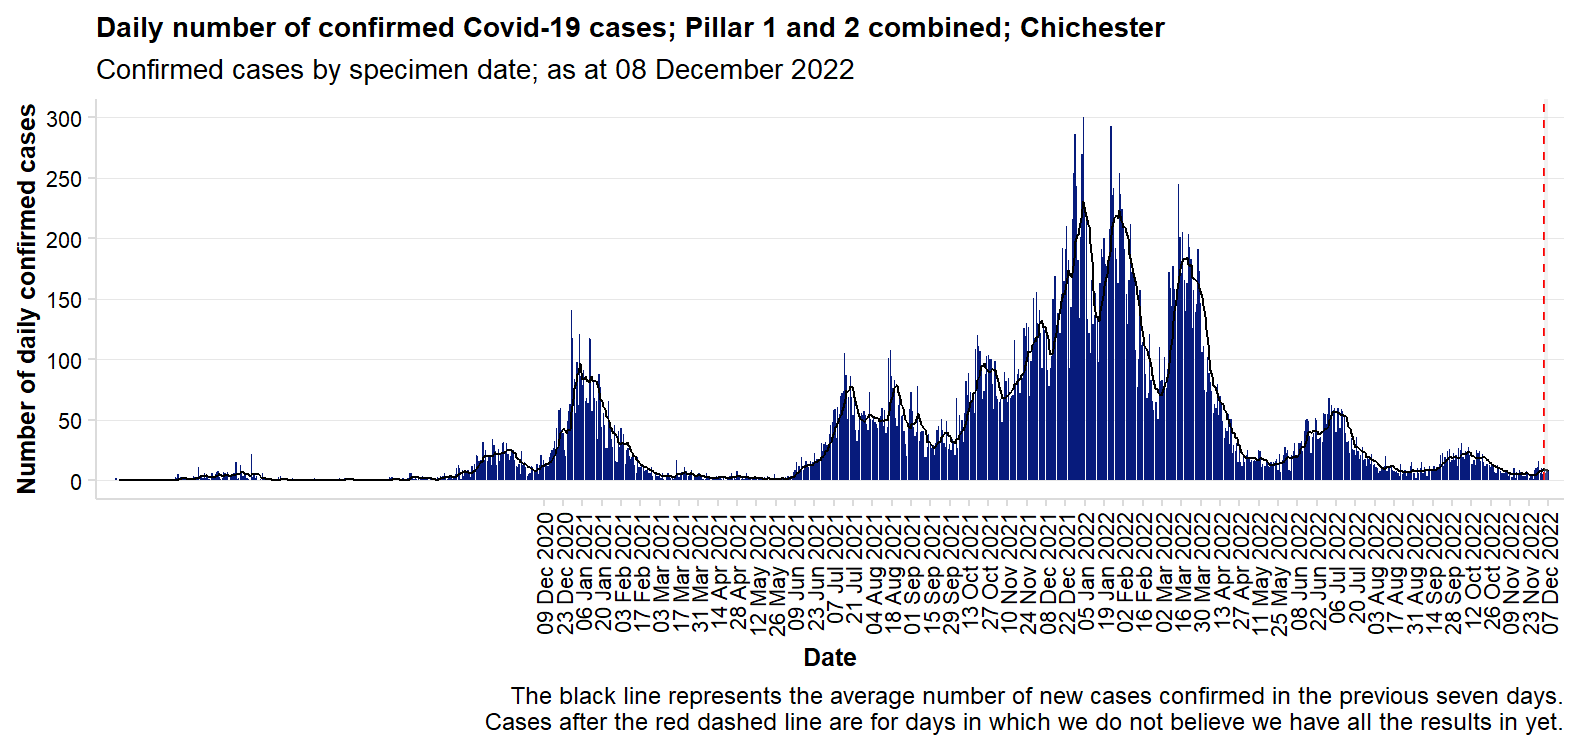 Daily number of confirmed Covid-19 cases; Pillar 1 and 2 combined; Chichester
Confirmed cases by specimen date; as at 08 December 2022
Number of daily confirmed cases
300
250
200
150
100
50
0
09 Dec 2020
23 Dec 2020
06 Jan 2021
20 Jan 2021
03 Feb 2021
17 Feb 2021
03 Mar 2021
17 Mar 2021
31 Mar 2021
14 Apr 2021
28 Apr 2021
12 May 2021
26 May 2021
09 Jun 2021
23 Jun 2021
07 Jul 2021
21 Jul 2021
04 Aug 2021
18 Aug 2021
01 Sep 2021
15 Sep 2021
29 Sep 2021
13 Oct 2021
27 Oct 2021
10 Nov 2021
24 Nov 2021
08 Dec 2021
22 Dec 2021
05 Jan 2022
19 Jan 2022
02 Feb 2022
16 Feb 2022
02 Mar 2022
16 Mar 2022
30 Mar 2022
13 Apr 2022
27 Apr 2022
11 May 2022
25 May 2022
08 Jun 2022
22 Jun 2022
06 Jul 2022
20 Jul 2022
03 Aug 2022
17 Aug 2022
31 Aug 2022
14 Sep 2022
28 Sep 2022
12 Oct 2022
26 Oct 2022
09 Nov 2022
23 Nov 2022
07 Dec 2022
Date
The black line represents the average number of new cases confirmed in the previous seven days.
Cases after the red dashed line are for days in which we do not believe we have all the results in yet.